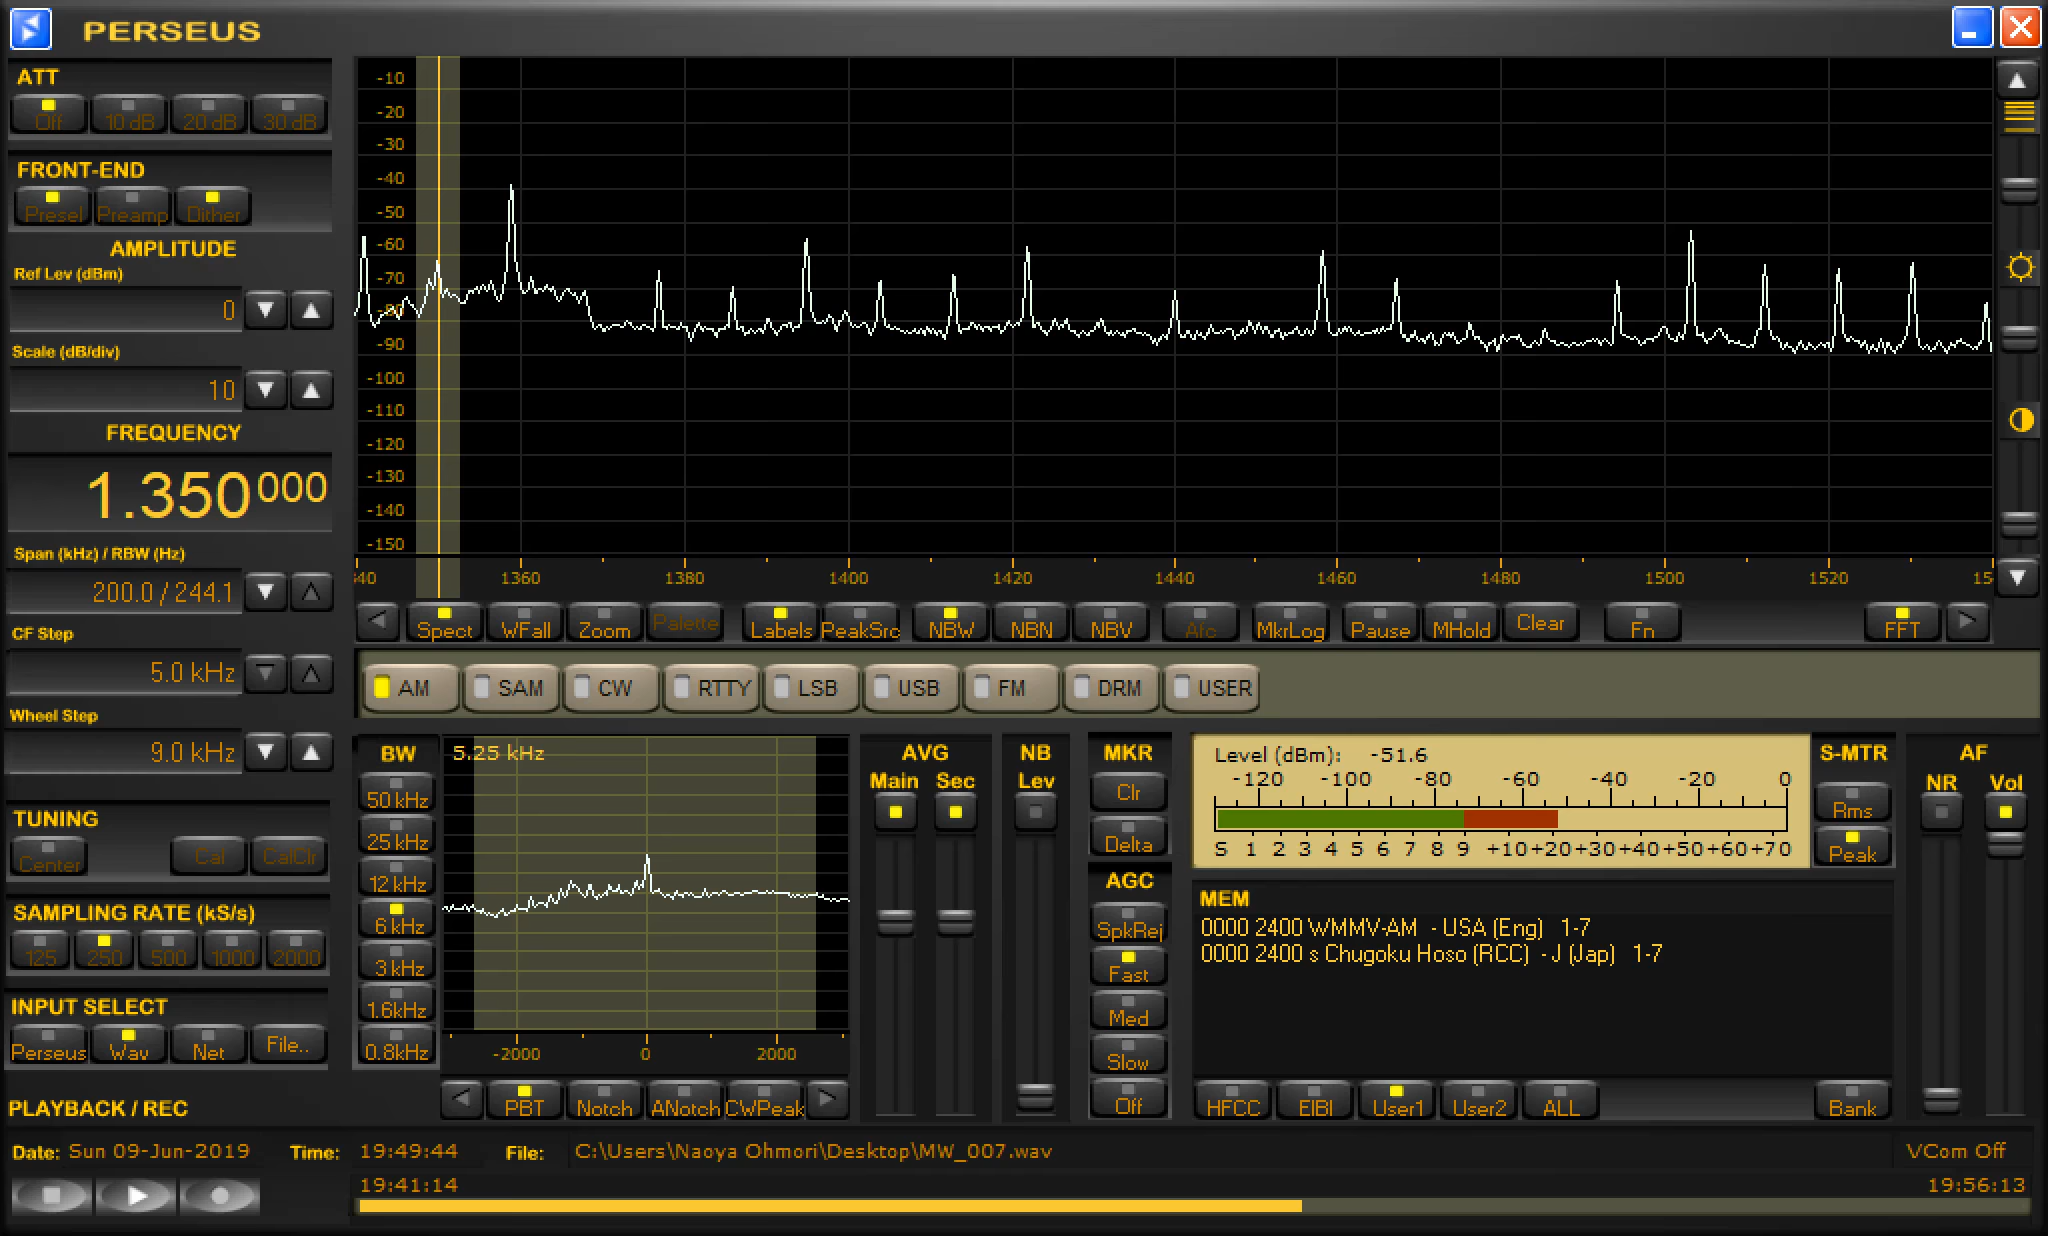 PERSEUS
ATT
Off 10 dB 20 dB 30 dB
FRONT-END
Presel Preamp Dither
AMPLITUDE
Ref Lev (dBm)
0
Scale (dB/div)
10
FREQUENCY
1.350000
Span (kHz) / RBW (Hz)
200.0 / 244.1
CF Step
5.0 kHz
Wheel Step
9.0 kHz
TUNING
Center Cal CalClr
SAMPLING RATE (kS/s)
125 250 500 1000 2000
INPUT SELECT
Perseus Wav Net File..
PLAYBACK / REC
-10
-20
-30
-40
-50
-60
-70
-80
-90
-100
-110
-120
-130
-140
-150
340 1360 1380 1400 1420 1440 1460 1480 1500 1520 15
Spect WFall Zoom Palette Labels PeakSrc NBW NBN NBV Afc MkrLog Pause MHold Clear Fn FFT
AM SAM CW RTTY LSB USB FM DRM USER
BW
50 kHz
25 kHz
12 kHz
6 kHz
3 kHz
1.6kHz
0.8kHz
5.25 kHz
-2000 0 2000
PBT Notch ANotch CWPeak
AVG
Main Sec
NB
Lev
MKR
Clr
Delta
AGC
SpkRej
Fast
Med
Slow
Off
Level (dBm): -51.6
-120 -100 -80 -60 -40 -20 0
S 1 2 3 4 5 6 7 8 9 +10+20+30+40+50+60+70
S-MTR
Rms
Peak
AF
NR Vol
MEM
0000 2400 WMMV-AM - USA (Eng) 1-7
0000 2400 s Chugoku Hoso (RCC) - J (Jap) 1-7
HFCC EIBI User1 User2 ALL Bank
Date: Sun 09-Jun-2019 Time: 19:49:44 File: C:\Users\Naoya Ohmori\Desktop\MW_007.wav VCom Off
19:41:14 19:56:13